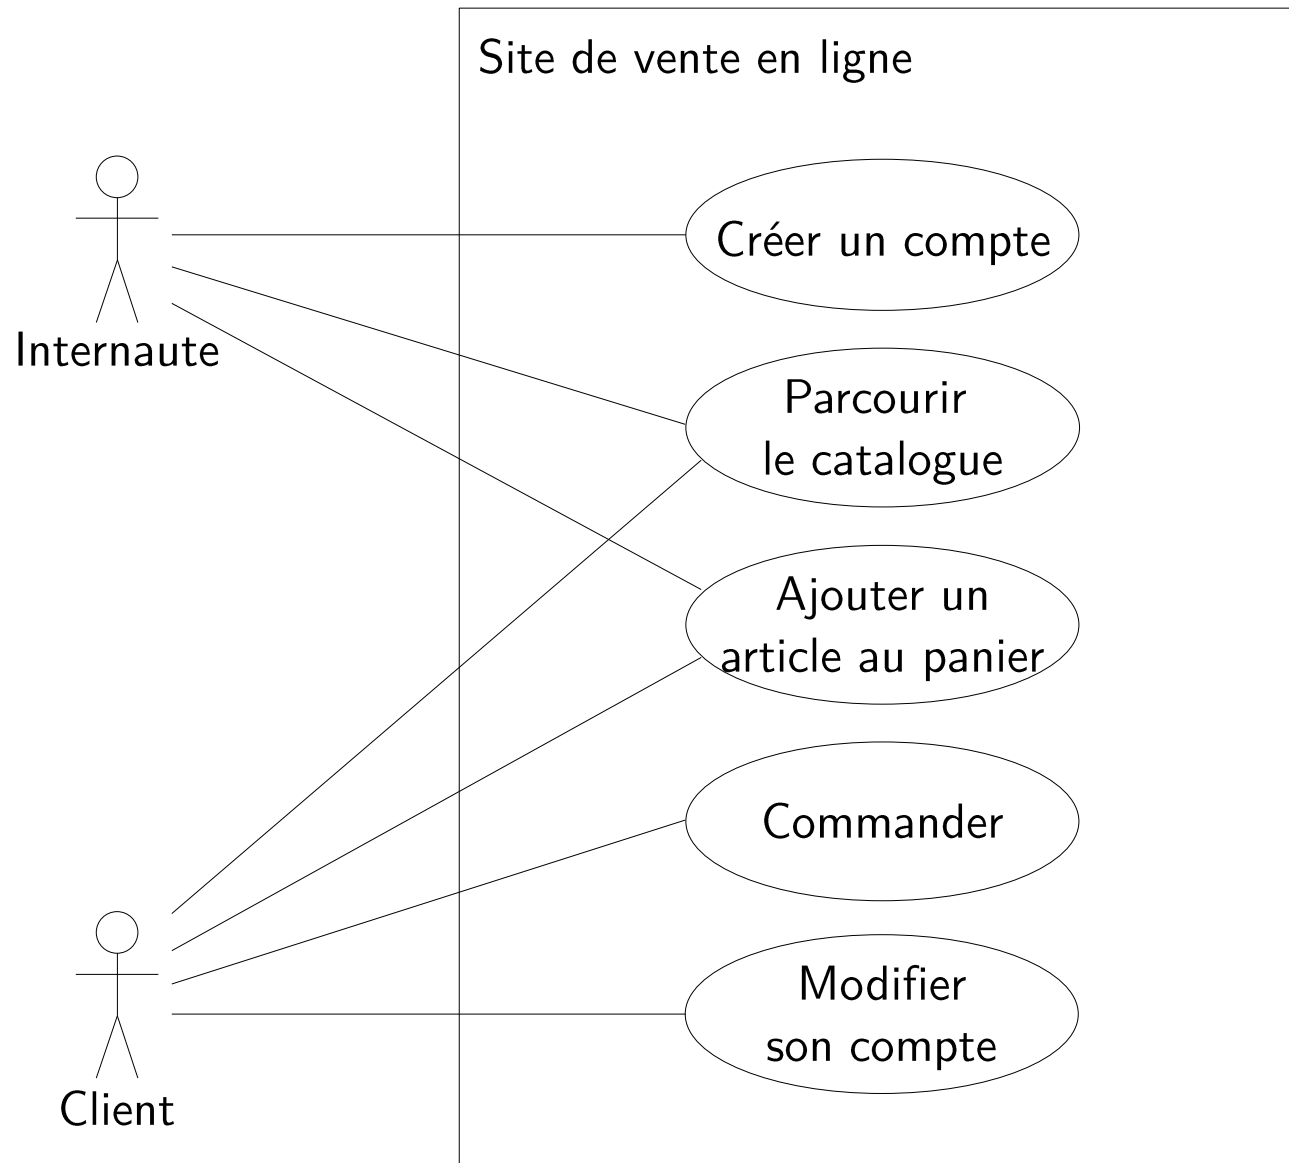 Site de vente en ligne
Créer un compte
Internaute
Parcourir
le catalogue
Ajouter un
article au panier
Commander
Modifier
son compte
Client